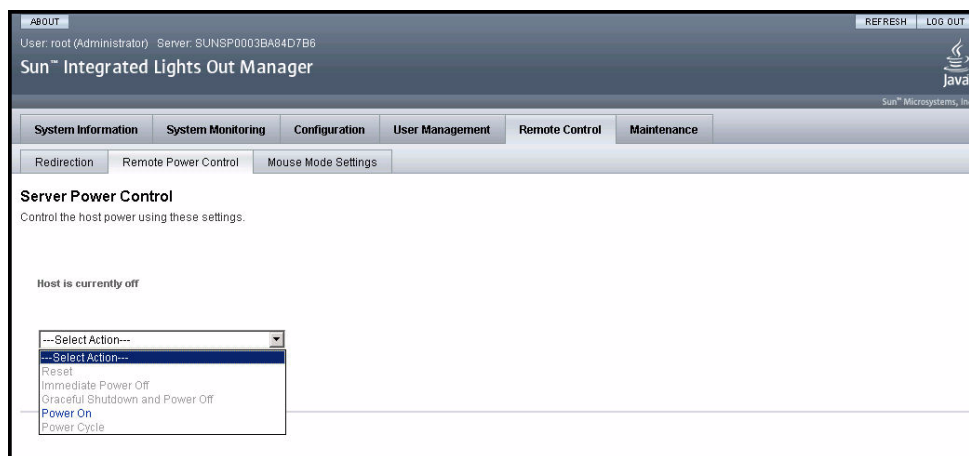 ABOUT
REFRESH LOG OUT
User: root (Administrator) Server: SUNSP0003BA84D7B6
Sun™ Integrated Lights Out Manager
Java
Sun™ Microsystems, In
System Information System Monitoring Configuration User Management Remote Control Maintenance
Redirection Remote Power Control Mouse Mode Settings
Server Power Control
Control the host power using these settings.
Host is currently off
---Select Action---
---Select Action---
Reset
Immediate Power Off
Graceful Shutdown and Power Off
Power On
Power Cycle